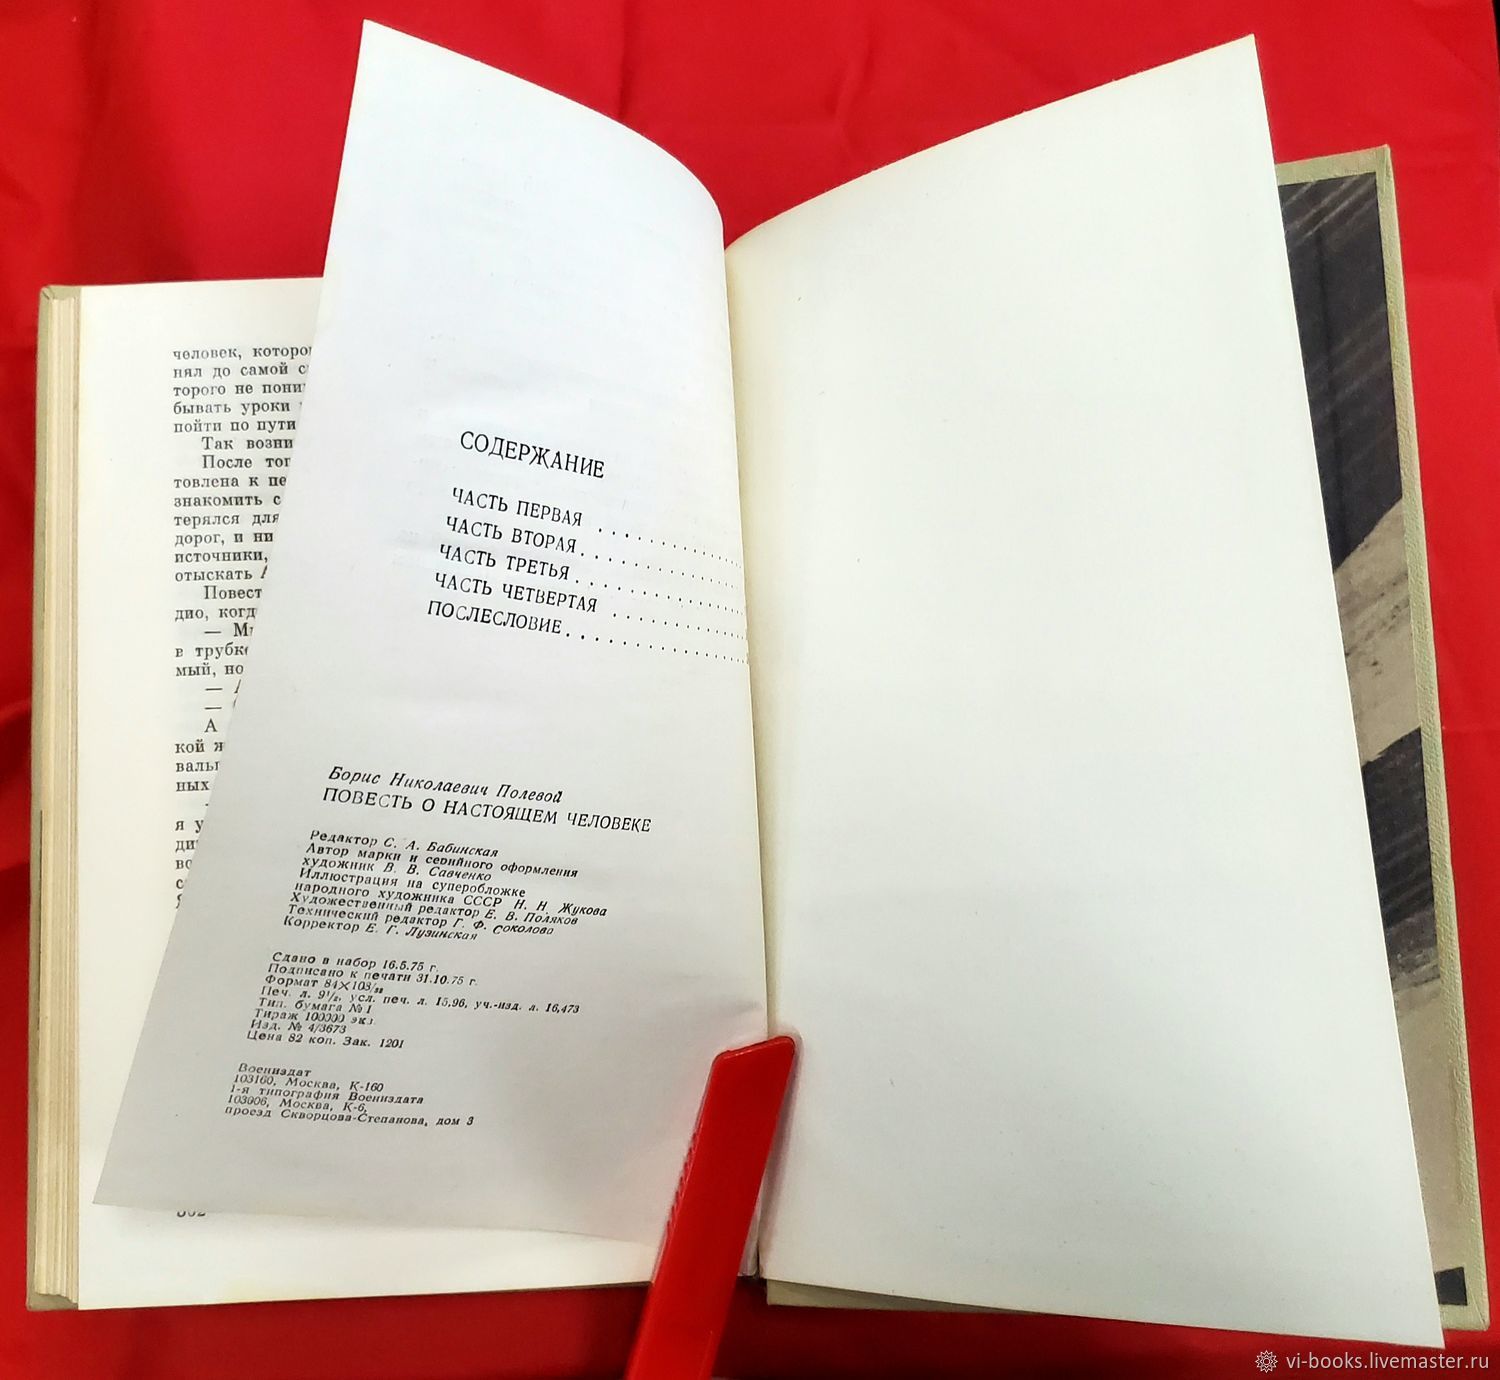 человек, которо
нял до самой с
торого не пони
бывать уроки
пойти по пути
Так возни
После тог
товлена к пе
знакомить с
терялся для
дорог, и ни
источники,
отыскать
Повест
дио, когд
— М
в трубк
мый, но
—
—
А
кой я
валы
ных
я у
ди
во
СОДЕРЖАНИЕ
ЧАСТЬ ПЕРВАЯ . . . . . . . . . . . .
ЧАСТЬ ВТОРАЯ . . . . . . . . . . . .
ЧАСТЬ ТРЕТЬЯ . . . . . . . . . . . .
ЧАСТЬ ЧЕТВЕРТАЯ . . . . . . . . . .
ПОСЛЕСЛОВИЕ . . . . . . . . . . . .
Борис Николаевич Полевой
ПОВЕСТЬ О НАСТОЯЩЕМ ЧЕЛОВЕКЕ
Редактор С. А. Бабинская
Автор марки и серийного оформления
художник В. В. Савченко
Иллюстрация на суперобложке
народного художника СССР Н. Н. Жукова
Художественный редактор Е. В. Поляков
Технический редактор Г. Ф. Соколова
Корректор Е. Г. Лузинская
Сдано в набор 16.5.75 г.
Подписано к печати 31.10.75 г.
Формат 84×108/32
Печ. л. 9½, усл. печ. л. 15,96, уч.-изд. л. 16,473
Тип. бумага № 1
Тираж 100000 экз.
Изд. № 4/3673
Цена 82 коп. Зак. 1201
Воениздат
103160, Москва, К-160
1-я типография Воениздата
103006, Москва, К-6,
проезд Скворцова-Степанова, дом 3
vi-books.livemaster.ru